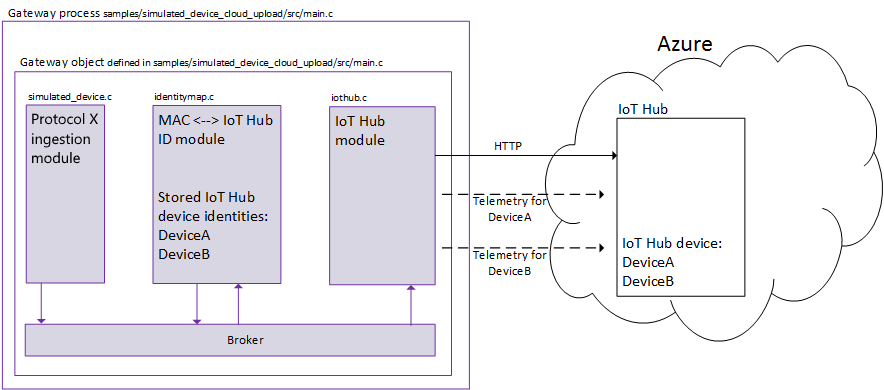 Gateway process samples/simulated_device_cloud_upload/src/main.c
Gateway object defined in samples/simulated_device_cloud_upload/src/main.c
simulated_device.c
Protocol X
ingestion
module
identitymap.c
MAC <--> IoT Hub
ID module
Stored IoT Hub
device identities:
DeviceA
DeviceB
iothub.c
IoT Hub
module
Broker
HTTP
Telemetry for
DeviceA
Telemetry for
DeviceB
Azure
IoT Hub
IoT Hub device:
DeviceA
DeviceB